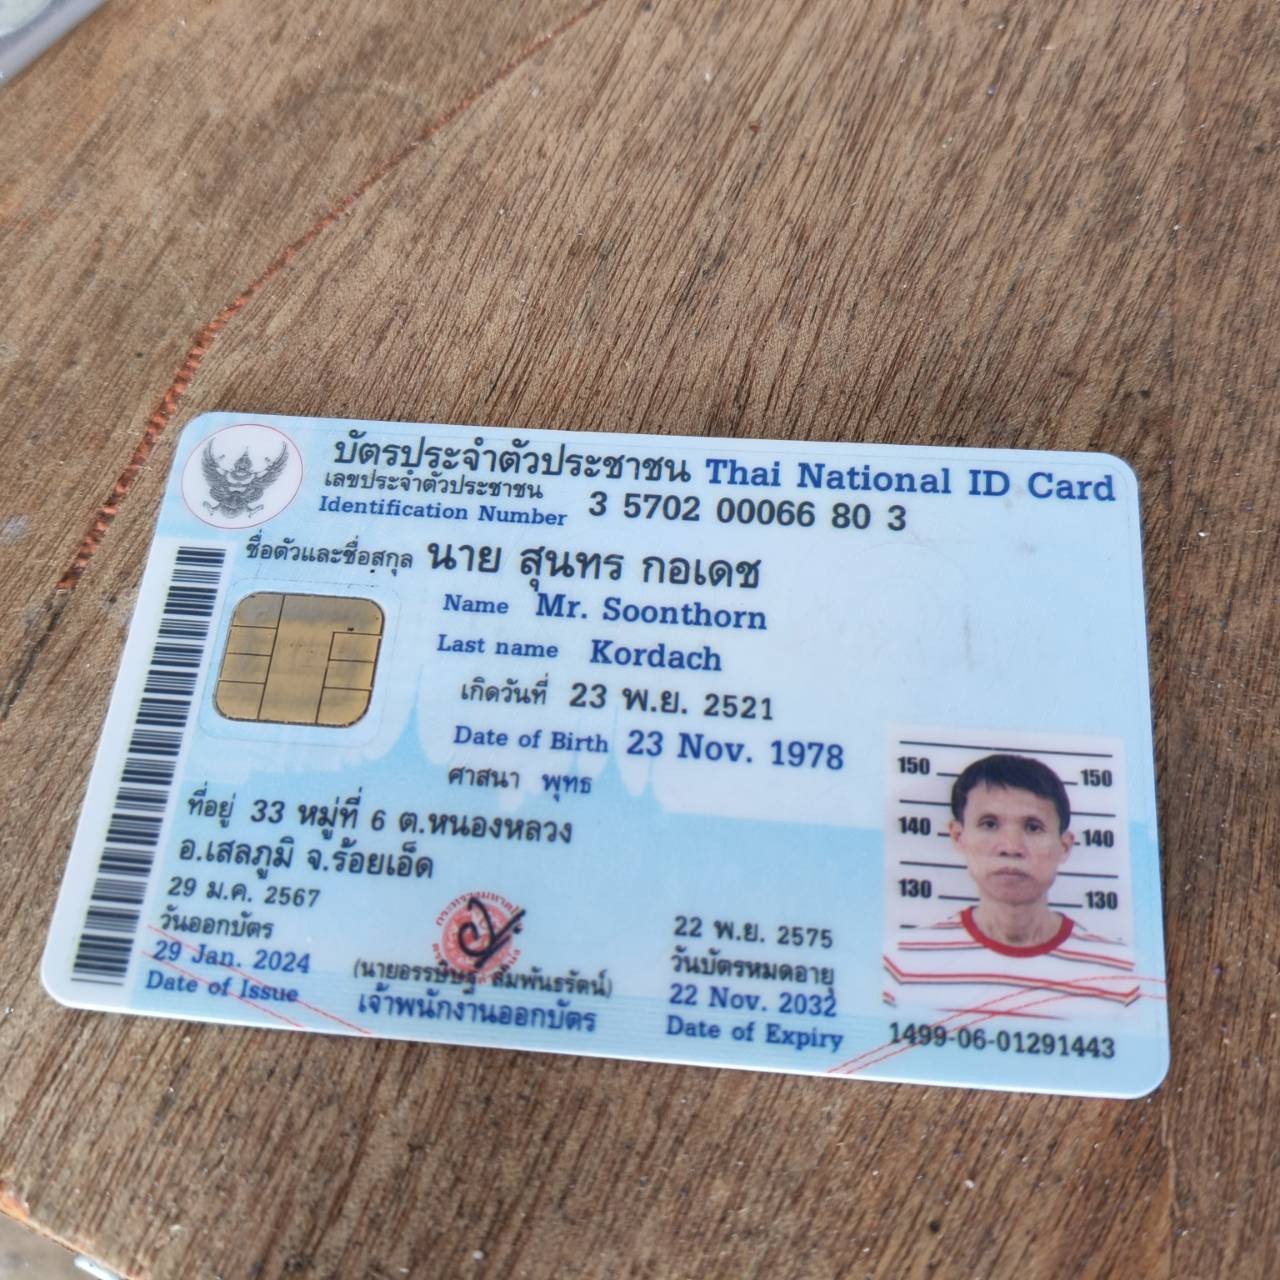 บัตรประจำตัวประชาชน Thai National ID Card
เลขประจำตัวประชาชน
Identification Number 3 5702 00066 80 3
ชื่อตัวและชื่อสกุล นาย สุนทร กอเดช
Name Mr. Soonthorn
Last name Kordach
เกิดวันที่ 23 พ.ย. 2521
Date of Birth 23 Nov. 1978
ศาสนา พุทธ
ที่อยู่ 33 หมู่ที่ 6 ต.หนองหลวง
อ.เสลภูมิ จ.ร้อยเอ็ด
29 ม.ค. 2567
วันออกบัตร
29 Jan. 2024
Date of Issue
สัมพันธรัตน์)
เจ้าพนักงานออกบัตร
22 พ.ย. 2575
วันบัตรหมดอายุ
22 Nov. 2032
Date of Expiry
150 150
140 140
130 130
1499-06-01291443